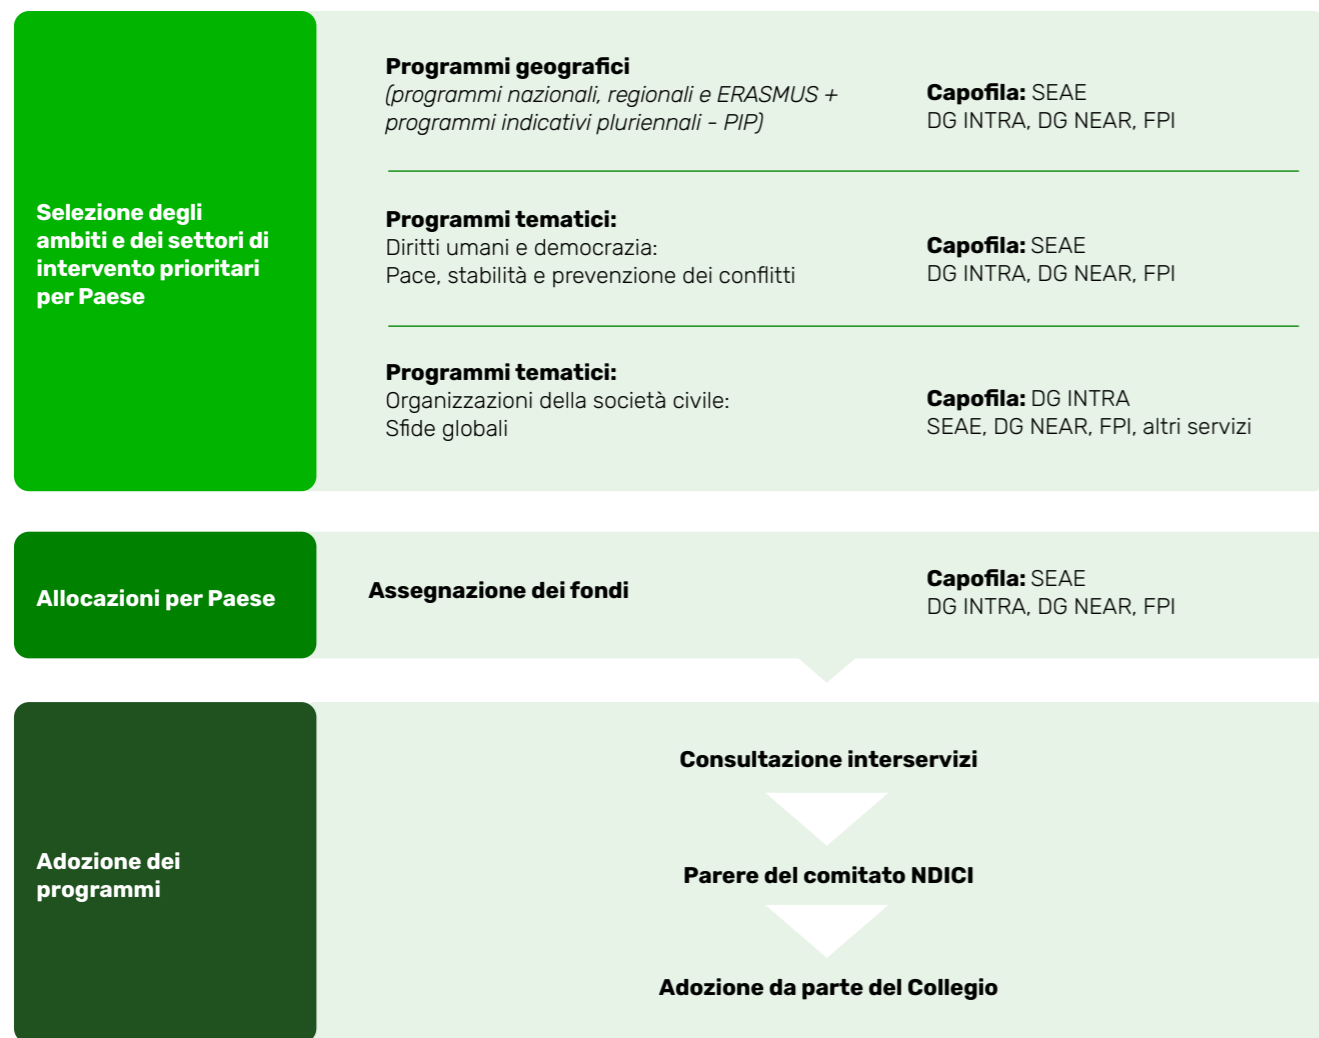 Selezione degli
ambiti e dei settori di
intervento prioritari
per Paese
Programmi geografici
(programmi nazionali, regionali e ERASMUS +
programmi indicativi pluriennali - PIP)
Capofila: SEAE
DG INTRA, DG NEAR, FPI
Programmi tematici:
Diritti umani e democrazia:
Pace, stabilità e prevenzione dei conflitti
Capofila: SEAE
DG INTRA, DG NEAR, FPI
Programmi tematici:
Organizzazioni della società civile:
Sfide globali
Capofila: DG INTRA
SEAE, DG NEAR, FPI, altri servizi
Allocazioni per Paese
Assegnazione dei fondi
Capofila: SEAE
DG INTRA, DG NEAR, FPI
Adozione dei
programmi
Consultazione interservizi
Parere del comitato NDICI
Adozione da parte del Collegio